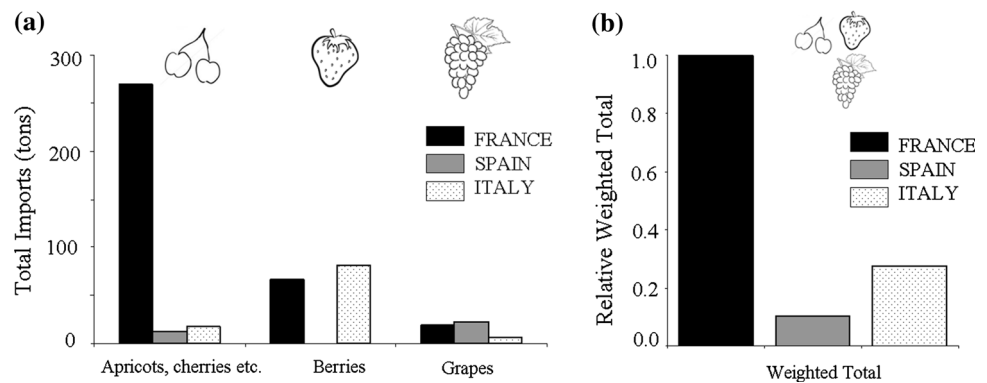 (a)
Total Imports (tons)
300
200
100
0
FRANCE
SPAIN
ITALY
Apricots, cherries etc.
Berries
Grapes
(b)
Relative Weighted Total
1.0
0.8
0.6
0.4
0.2
0.0
FRANCE
SPAIN
ITALY
Weighted Total